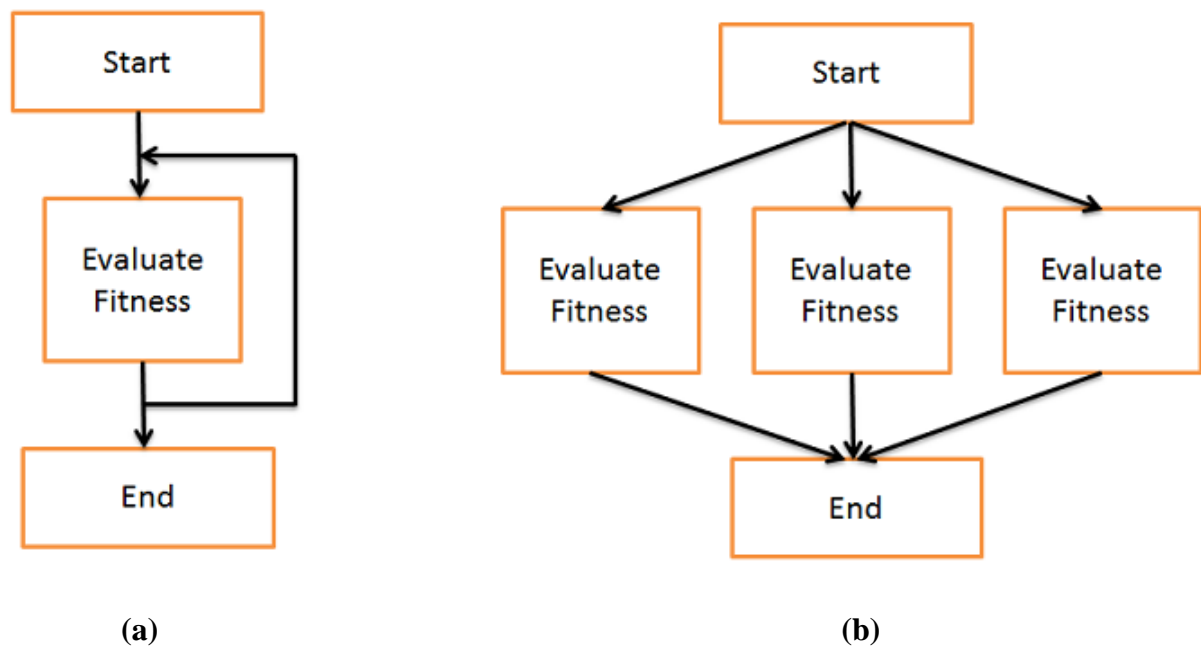 Start
Evaluate
Fitness
End
(a)
Start
Evaluate
Fitness
Evaluate
Fitness
Evaluate
Fitness
End
(b)